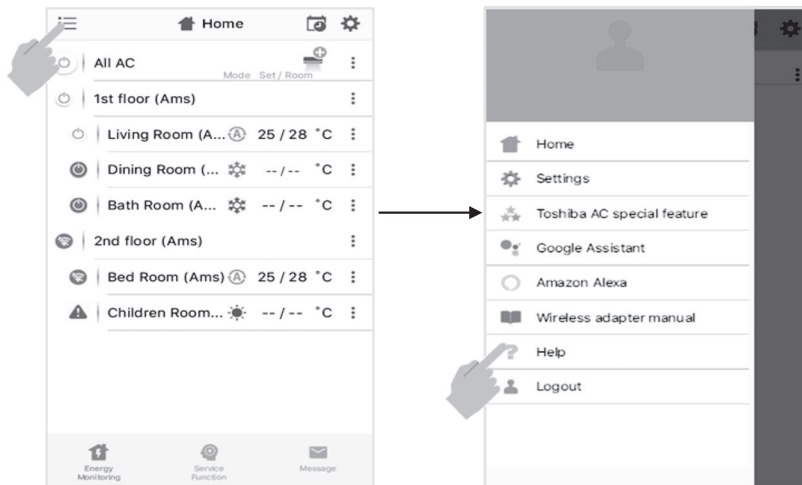 Home
All AC
Mode Set / Room
1st floor (Ams)
Living Room (A... A 25 / 28 °C
Dining Room (... -- / -- °C
Bath Room (A... -- / -- °C
2nd floor (Ams)
Bed Room (Ams) A 25 / 28 °C
Children Room... -- / -- °C
Energy
Monitoring
Service
Function
Message
Home
Settings
Toshiba AC special feature
Google Assistant
Amazon Alexa
Wireless adapter manual
? Help
Logout